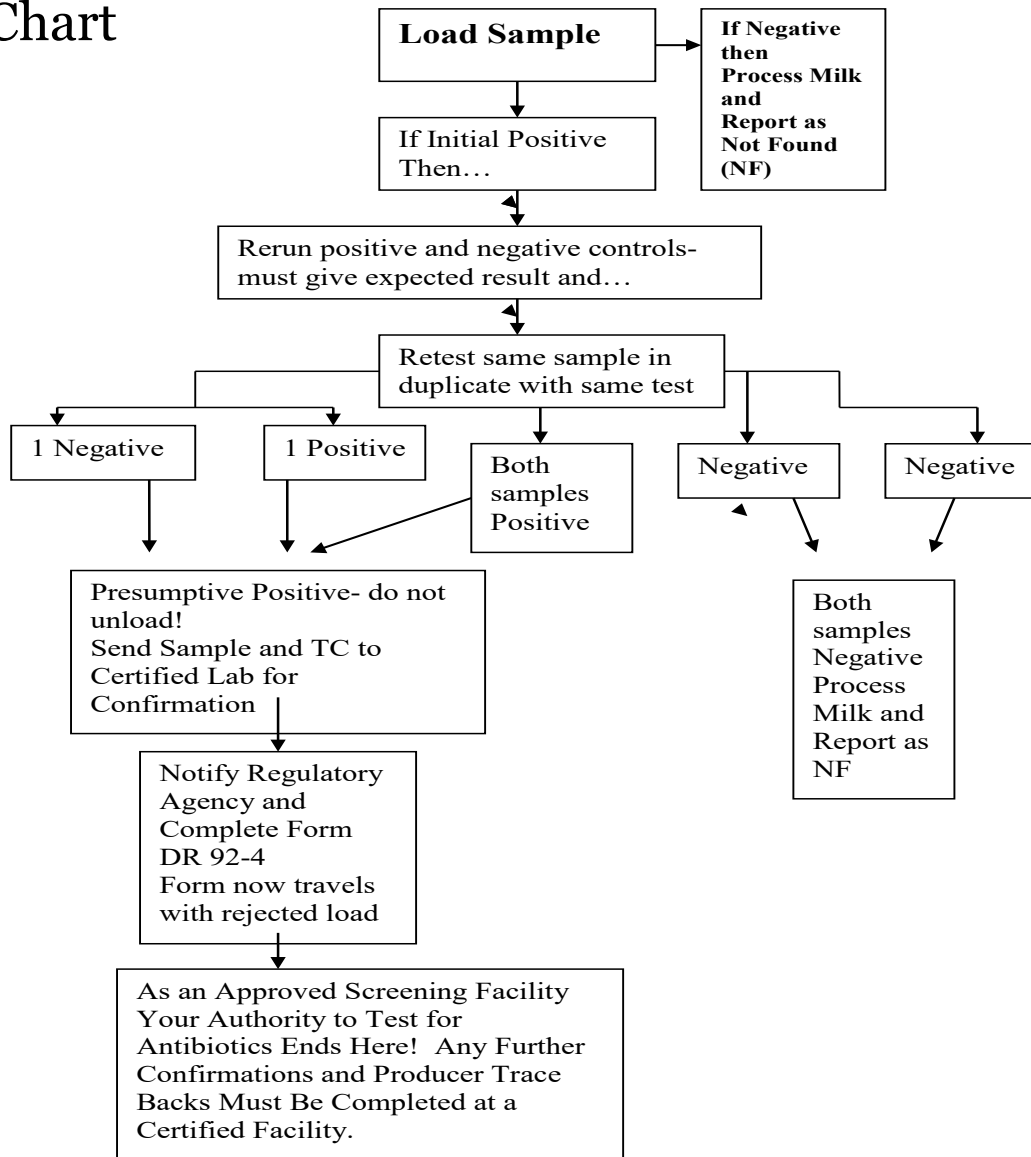 Chart
Load Sample
If Negative
then
Process Milk
and
Report as
Not Found
(NF)
If Initial Positive
Then…
Rerun positive and negative controls-
must give expected result and…
Retest same sample in
duplicate with same test
1 Negative
1 Positive
Both
samples
Positive
Negative
Negative
Presumptive Positive- do not
unload!
Send Sample and TC to
Certified Lab for
Confirmation
Both
samples
Negative
Process
Milk and
Report as
NF
Notify Regulatory
Agency and
Complete Form
DR 92-4
Form now travels
with rejected load
As an Approved Screening Facility
Your Authority to Test for
Antibiotics Ends Here!  Any Further
Confirmations and Producer Trace
Backs Must Be Completed at a
Certified Facility.